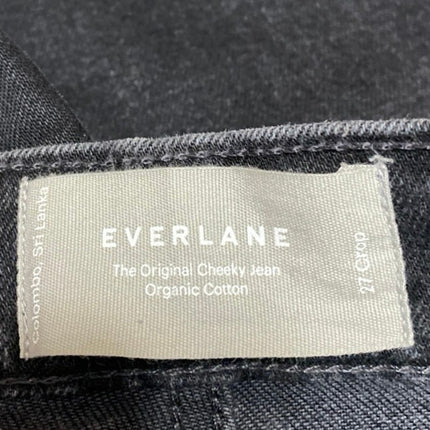 EVERLANE
The Original Cheeky Jean
Organic Cotton
Colombo, Sri Lanka
27 Crop